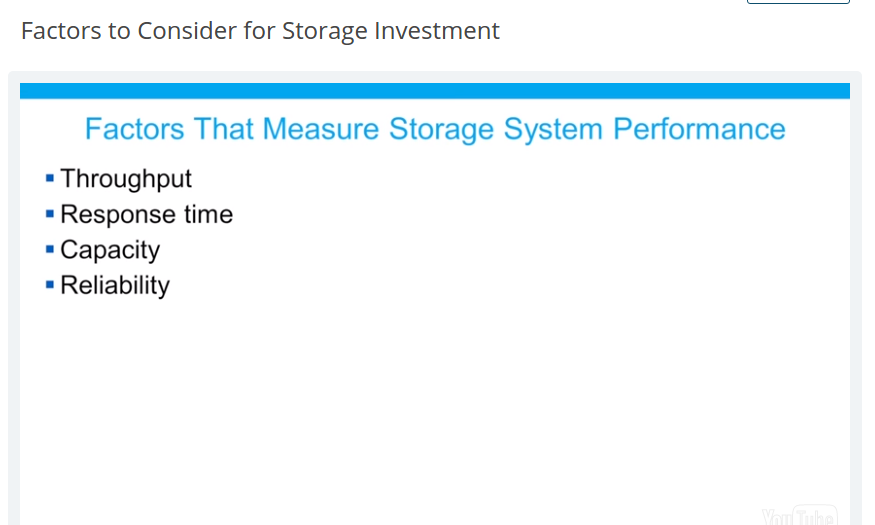 Factors to Consider for Storage Investment
Factors That Measure Storage System Performance
▪ Throughput
▪ Response time
▪ Capacity
▪ Reliability
YouTube